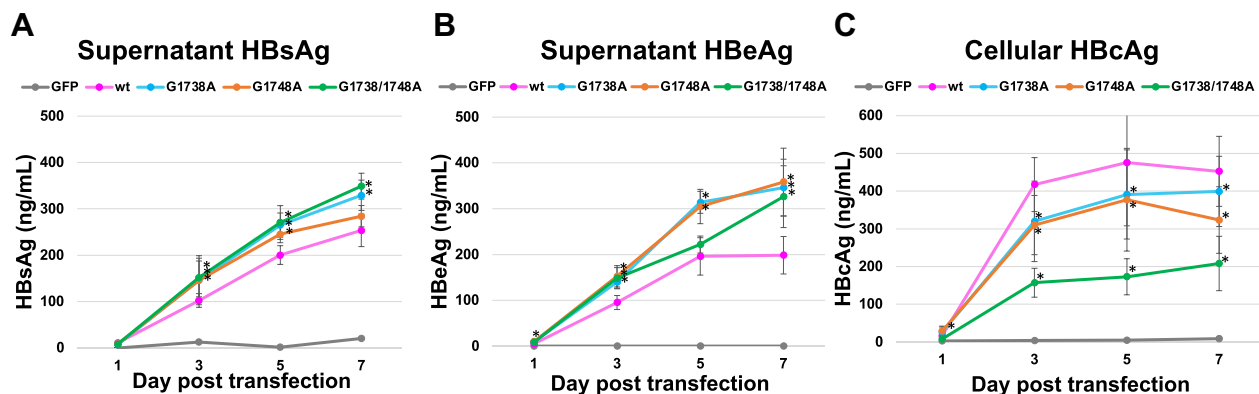 A
Supernatant HBsAg
GFP wt G1738A G1748A G1738/1748A
500
400
300
200
100
0
HBsAg (ng/mL)
* * *
* * *
* *
1 3 5 7
Day post transfection
B
Supernatant HBeAg
GFP wt G1738A G1748A G1738/1748A
500
400
300
200
100
0
HBeAg (ng/mL)
*
* * *
* *
* * *
1 3 5 7
Day post transfection
C
Cellular HBcAg
GFP wt G1738A G1748A G1738/1748A
600
500
400
300
200
100
0
HBcAg (ng/mL)
*
* * *
* * *
* * *
1 3 5 7
Day post transfection